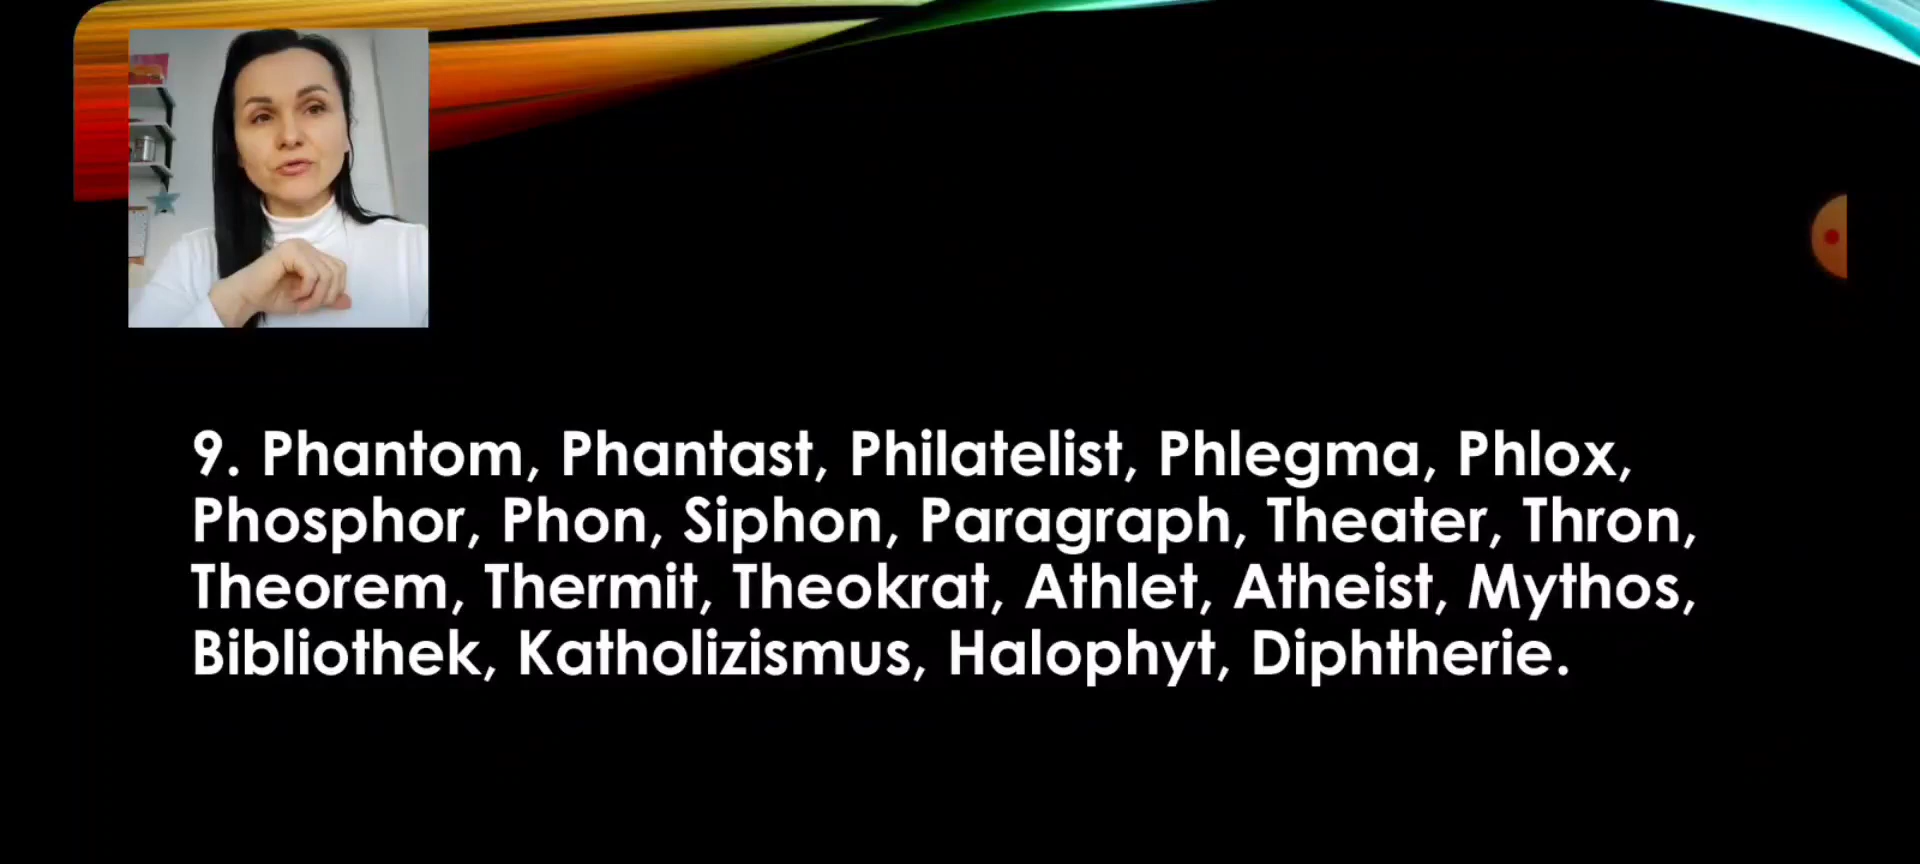 9. Phantom, Phantast, Philatelist, Phlegma, Phlox,
Phosphor, Phon, Siphon, Paragraph, Theater, Thron,
Theorem, Thermit, Theokrat, Athlet, Atheist, Mythos,
Bibliothek, Katholizismus, Halophyt, Diphtherie.